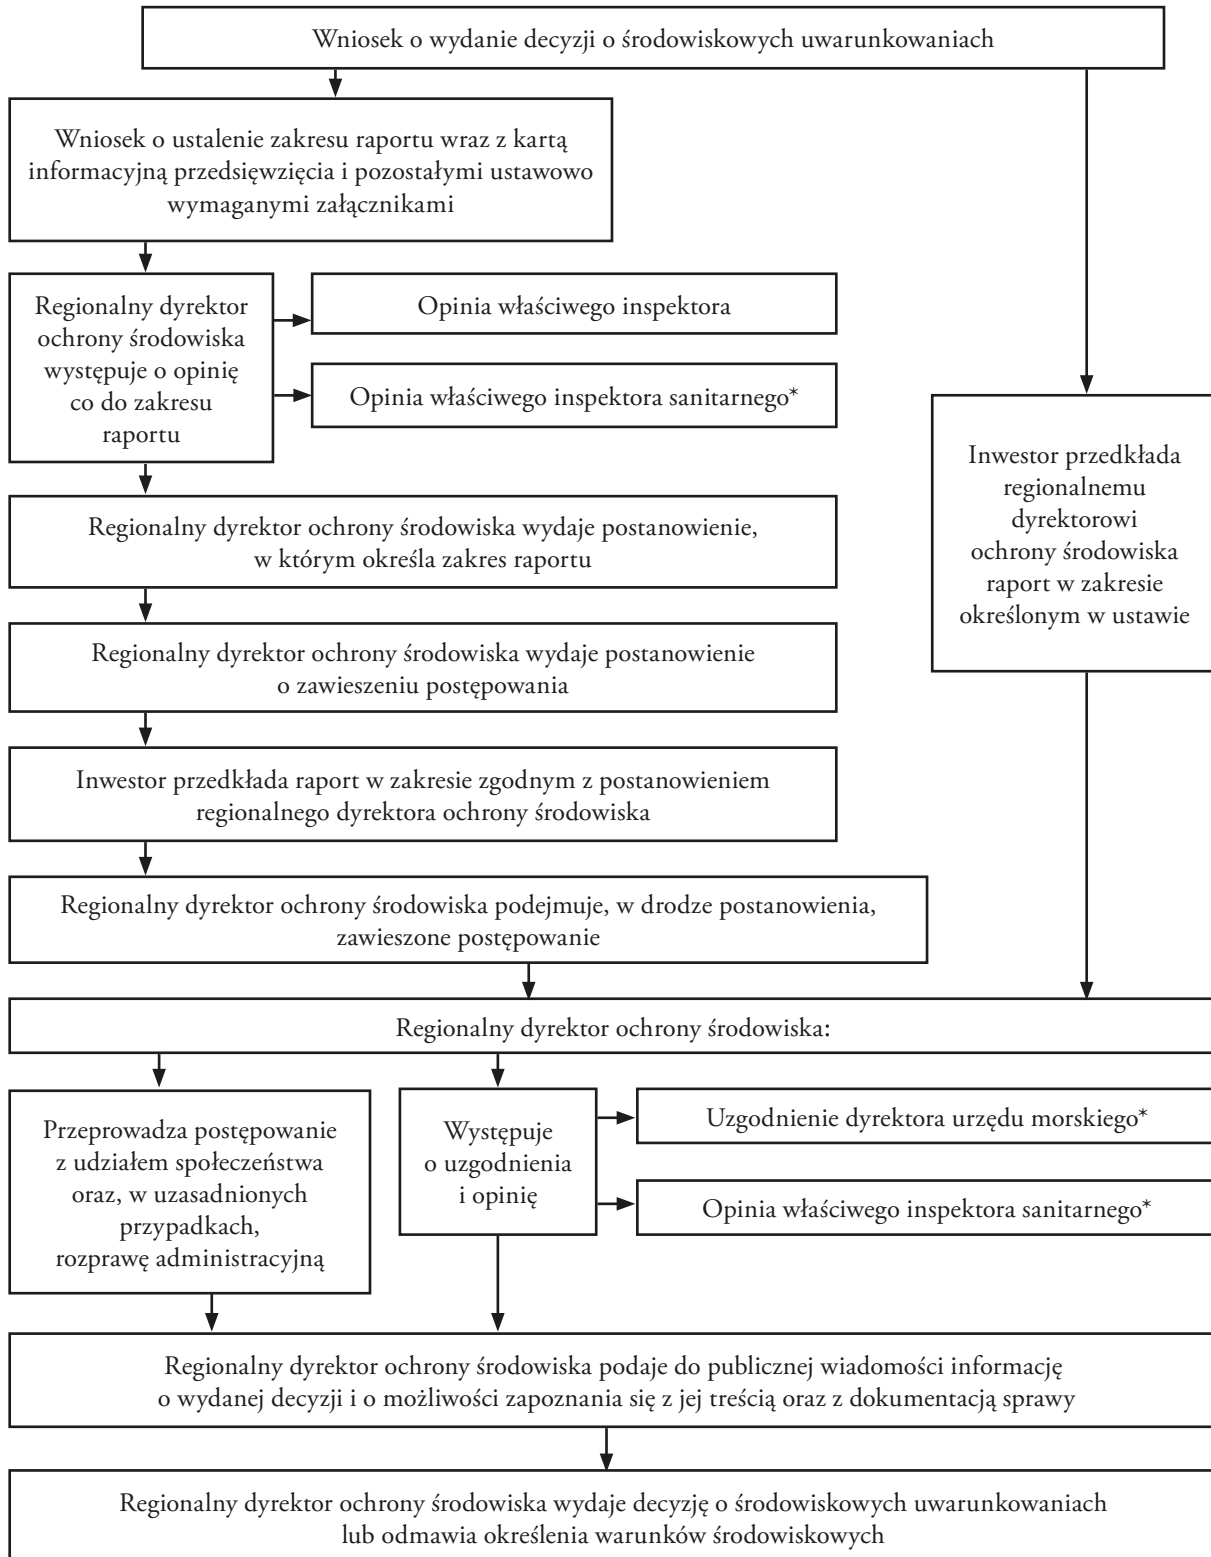 Wniosek o wydanie decyzji o środowiskowych uwarunkowaniach
Wniosek o ustalenie zakresu raportu wraz z kartą
informacyjną przedsięwzięcia i pozostałymi ustawowo
wymaganymi załącznikami
Regionalny dyrektor
ochrony środowiska
występuje o opinię
co do zakresu
raportu
Opinia właściwego inspektora
Opinia właściwego inspektora sanitarnego*
Inwestor przedkłada
regionalnemu
dyrektorowi
ochrony środowiska
raport w zakresie
określonym w ustawie
Regionalny dyrektor ochrony środowiska wydaje postanowienie,
w którym określa zakres raportu
Regionalny dyrektor ochrony środowiska wydaje postanowienie
o zawieszeniu postępowania
Inwestor przedkłada raport w zakresie zgodnym z postanowieniem
regionalnego dyrektora ochrony środowiska
Regionalny dyrektor ochrony środowiska podejmuje, w drodze postanowienia,
zawieszone postępowanie
Regionalny dyrektor ochrony środowiska:
Przeprowadza postępowanie
z udziałem społeczeństwa
oraz, w uzasadnionych
przypadkach,
rozprawę administracyjną
Występuje
o uzgodnienia
i opinię
Uzgodnienie dyrektora urzędu morskiego*
Opinia właściwego inspektora sanitarnego*
Regionalny dyrektor ochrony środowiska podaje do publicznej wiadomości informację
o wydanej decyzji i o możliwości zapoznania się z jej treścią oraz z dokumentacją sprawy
Regionalny dyrektor ochrony środowiska wydaje decyzję o środowiskowych uwarunkowaniach
lub odmawia określenia warunków środowiskowych